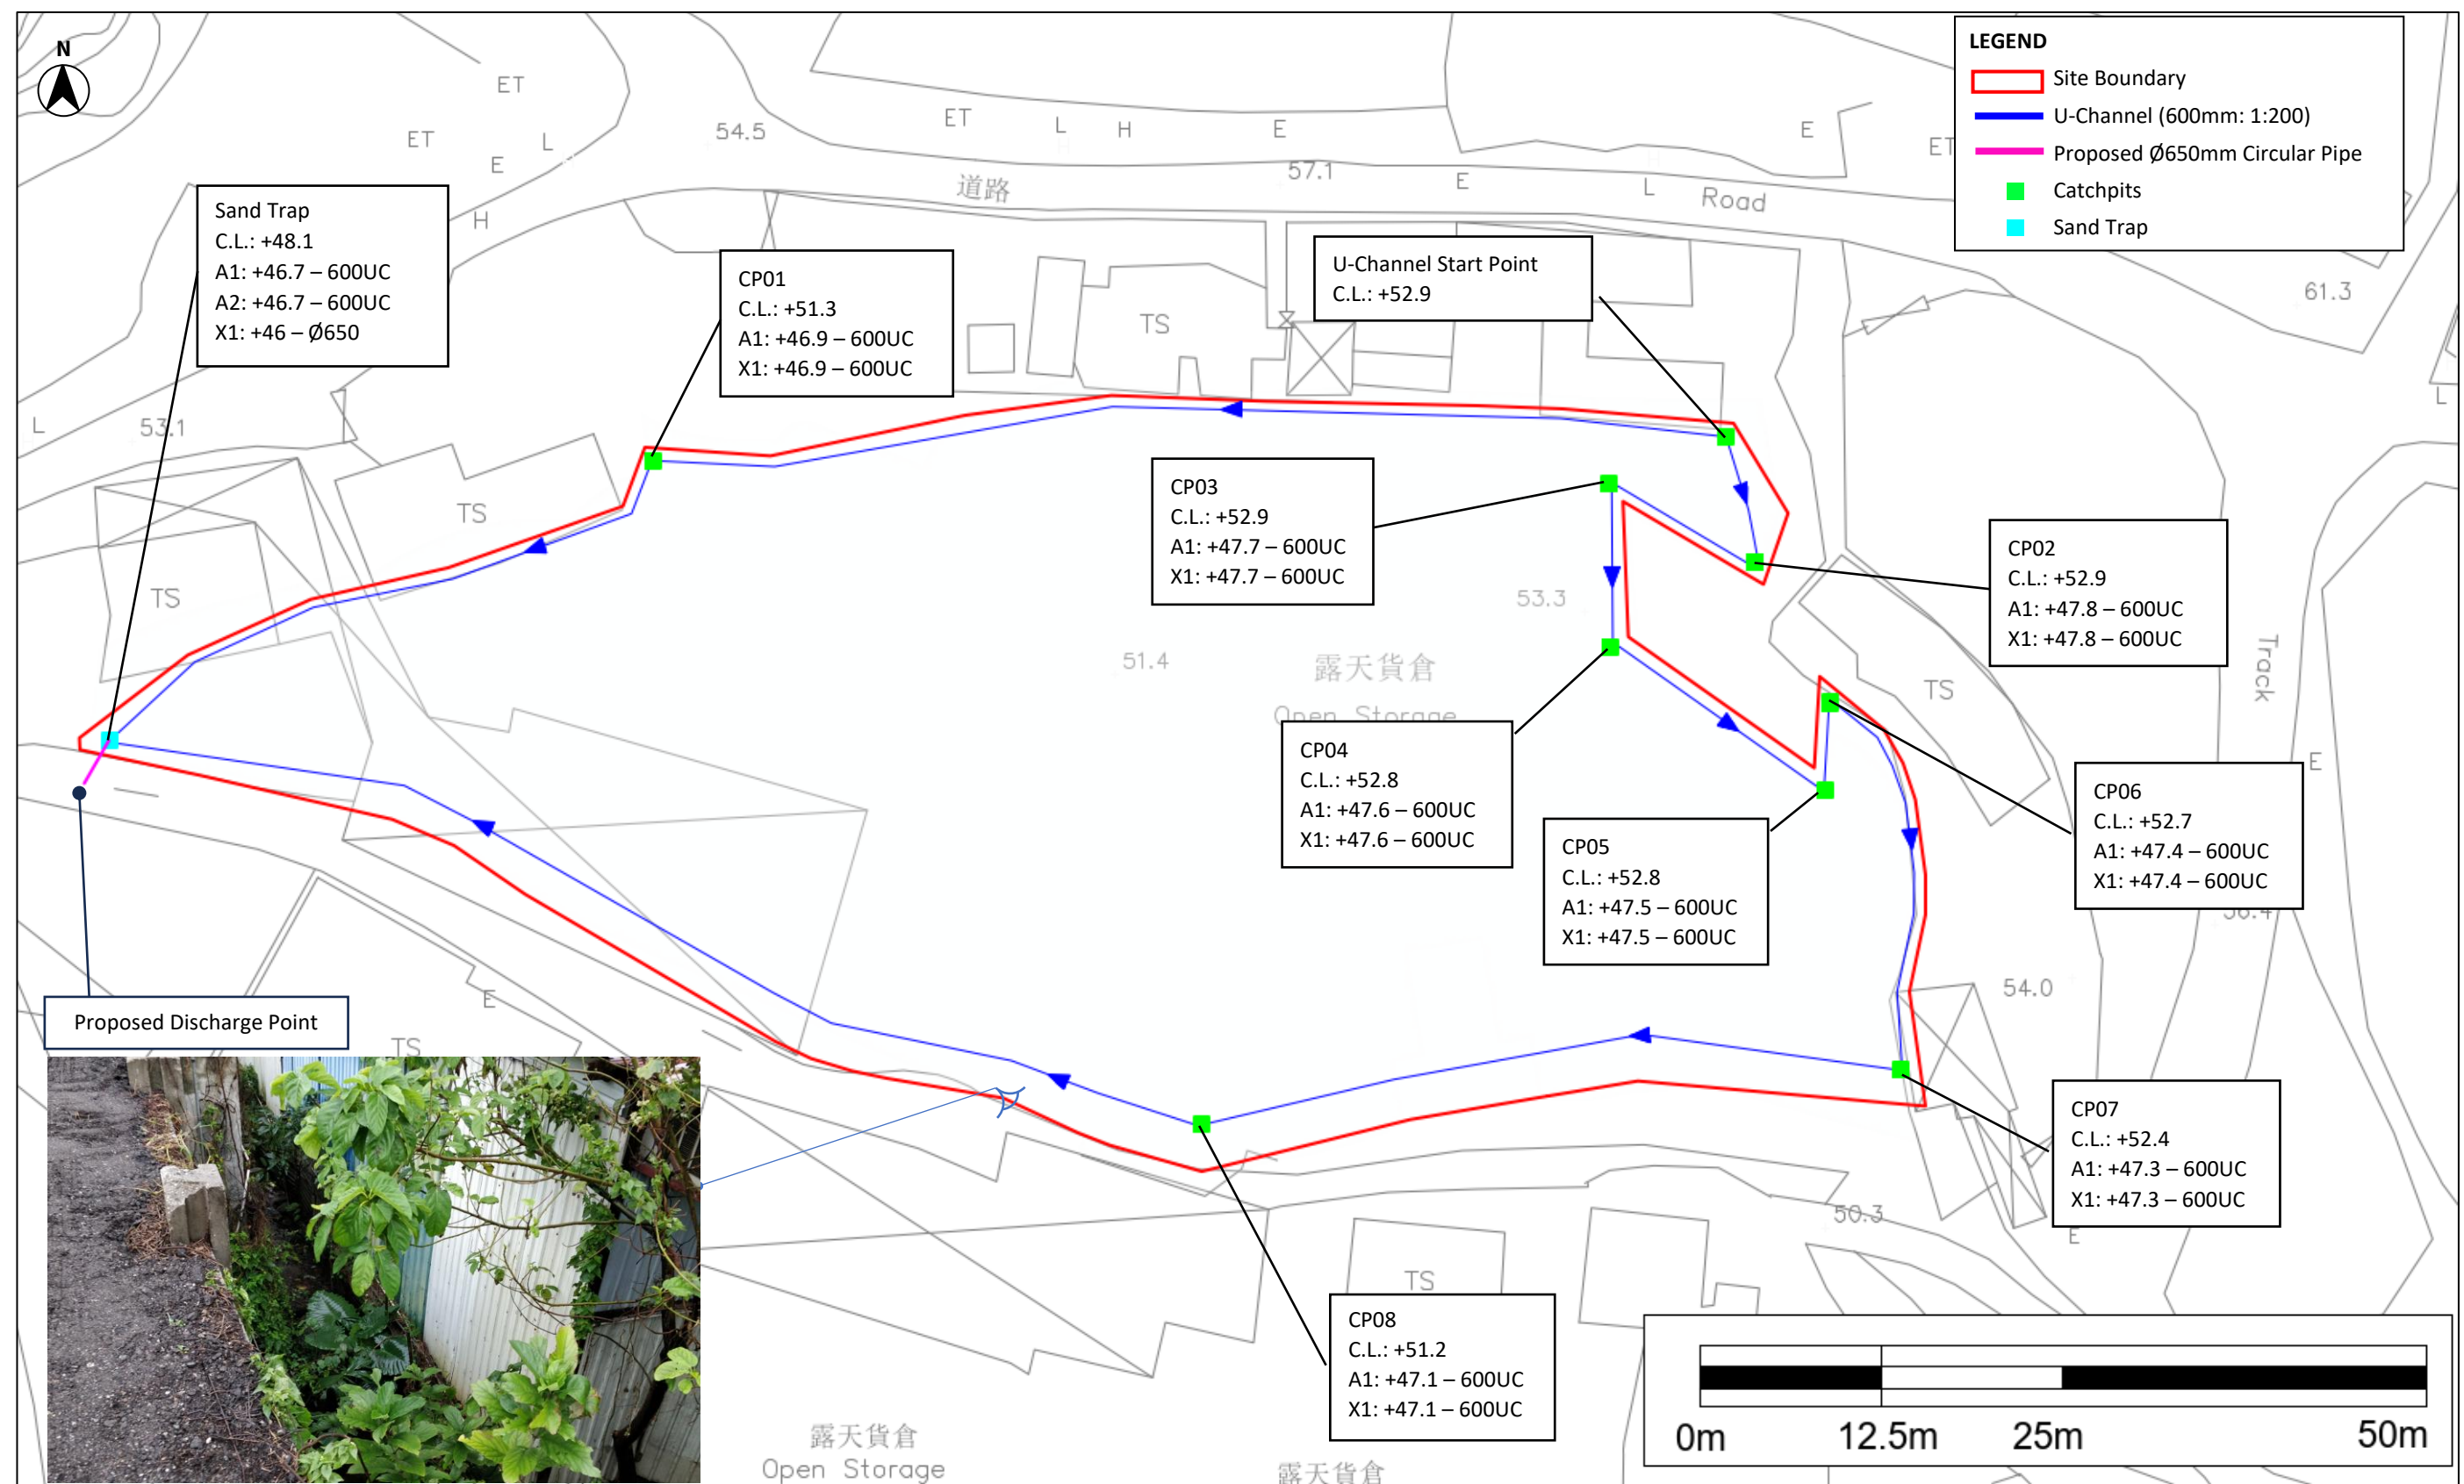 N
LEGEND
Site Boundary
U-Channel (600mm: 1:200)
Proposed Ø650mm Circular Pipe
Catchpits
Sand Trap
ET
ET
L
E
H
54.5
ET
L
H
E
57.1
E
道路
L
Road
E
ET
61.3
L
Sand Trap
C.L.: +48.1
A1: +46.7 – 600UC
A2: +46.7 – 600UC
X1: +46 – Ø650
CP01
C.L.: +51.3
A1: +46.9 – 600UC
X1: +46.9 – 600UC
U-Channel Start Point
C.L.: +52.9
TS
L
53.1
TS
TS
CP03
C.L.: +52.9
A1: +47.7 – 600UC
X1: +47.7 – 600UC
CP02
C.L.: +52.9
A1: +47.8 – 600UC
X1: +47.8 – 600UC
53.3
51.4
露天貨倉
Open Storage
TS
Track
E
CP04
C.L.: +52.8
A1: +47.6 – 600UC
X1: +47.6 – 600UC
CP05
C.L.: +52.8
A1: +47.5 – 600UC
X1: +47.5 – 600UC
CP06
C.L.: +52.7
A1: +47.4 – 600UC
X1: +47.4 – 600UC
54.0
E
Proposed Discharge Point
TS
CP07
C.L.: +52.4
A1: +47.3 – 600UC
X1: +47.3 – 600UC
50.3
E
TS
CP08
C.L.: +51.2
A1: +47.1 – 600UC
X1: +47.1 – 600UC
露天貨倉
Open Storage
露天貨倉
0m
12.5m
25m
50m